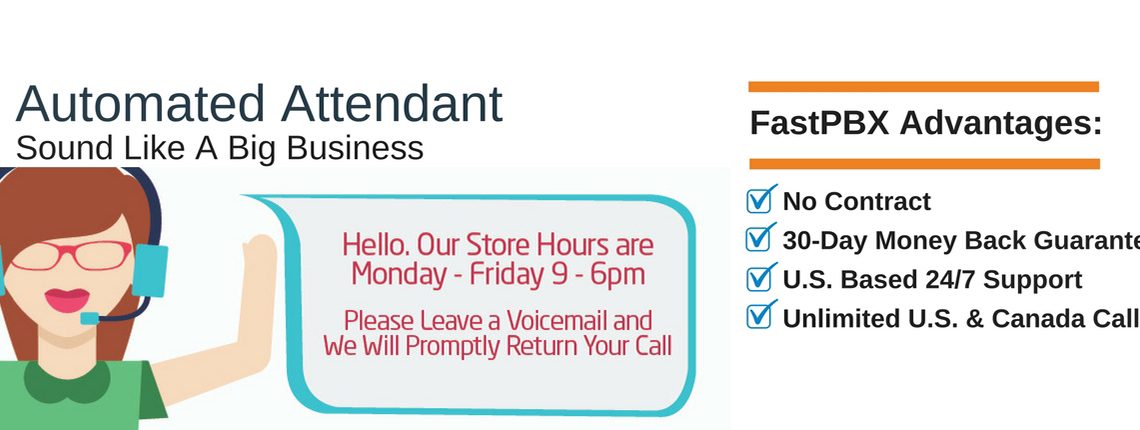 Automated Attendant
Sound Like A Big Business
Hello. Our Store Hours are
Monday - Friday 9 - 6pm
Please Leave a Voicemail and
We Will Promptly Return Your Call
FastPBX Advantages:
No Contract
30-Day Money Back Guarante
U.S. Based 24/7 Support
Unlimited U.S. & Canada Call